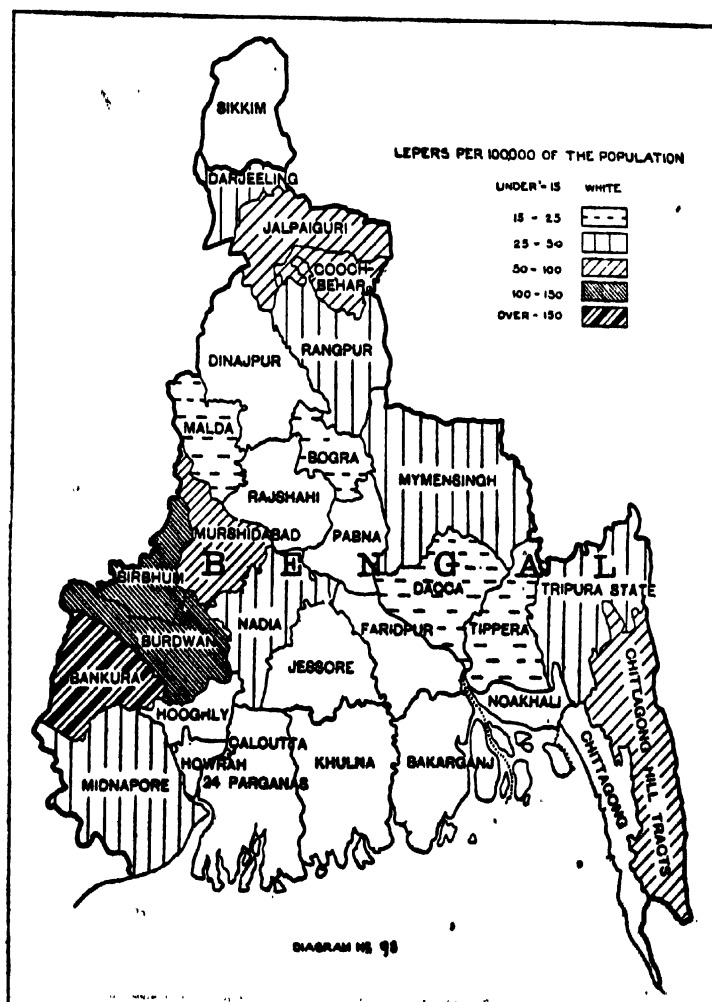 LEPERS PER 100,000 OF THE POPULATION
UNDER - 15 WHITE
15 - 25
25 - 50
50 - 100
100 - 150
OVER - 150
SIKKIM
DARJEELING
JALPAIGURI
COOCH-
BEHAR
RANGPUR
DINAJPUR
MALDA
BOGRA
RAJSHAHI
MYMENSINGH
PABNA
MURSHIDABAD
BENGAL
BIRBHUM
DACCA
TRIPURA STATE
NADIA
FARIDPUR
TIPPERA
BURDWAN
JESSORE
BANKURA
NOAKHALI
CHITTAGONG HILL TRACTS
HOOGHLY
CALCUTTA
HOWRAH
24 PARGANAS
KHULNA
BAKARGANJ
MIDNAPORE
CHITTAGONG
DIAGRAM No. 98